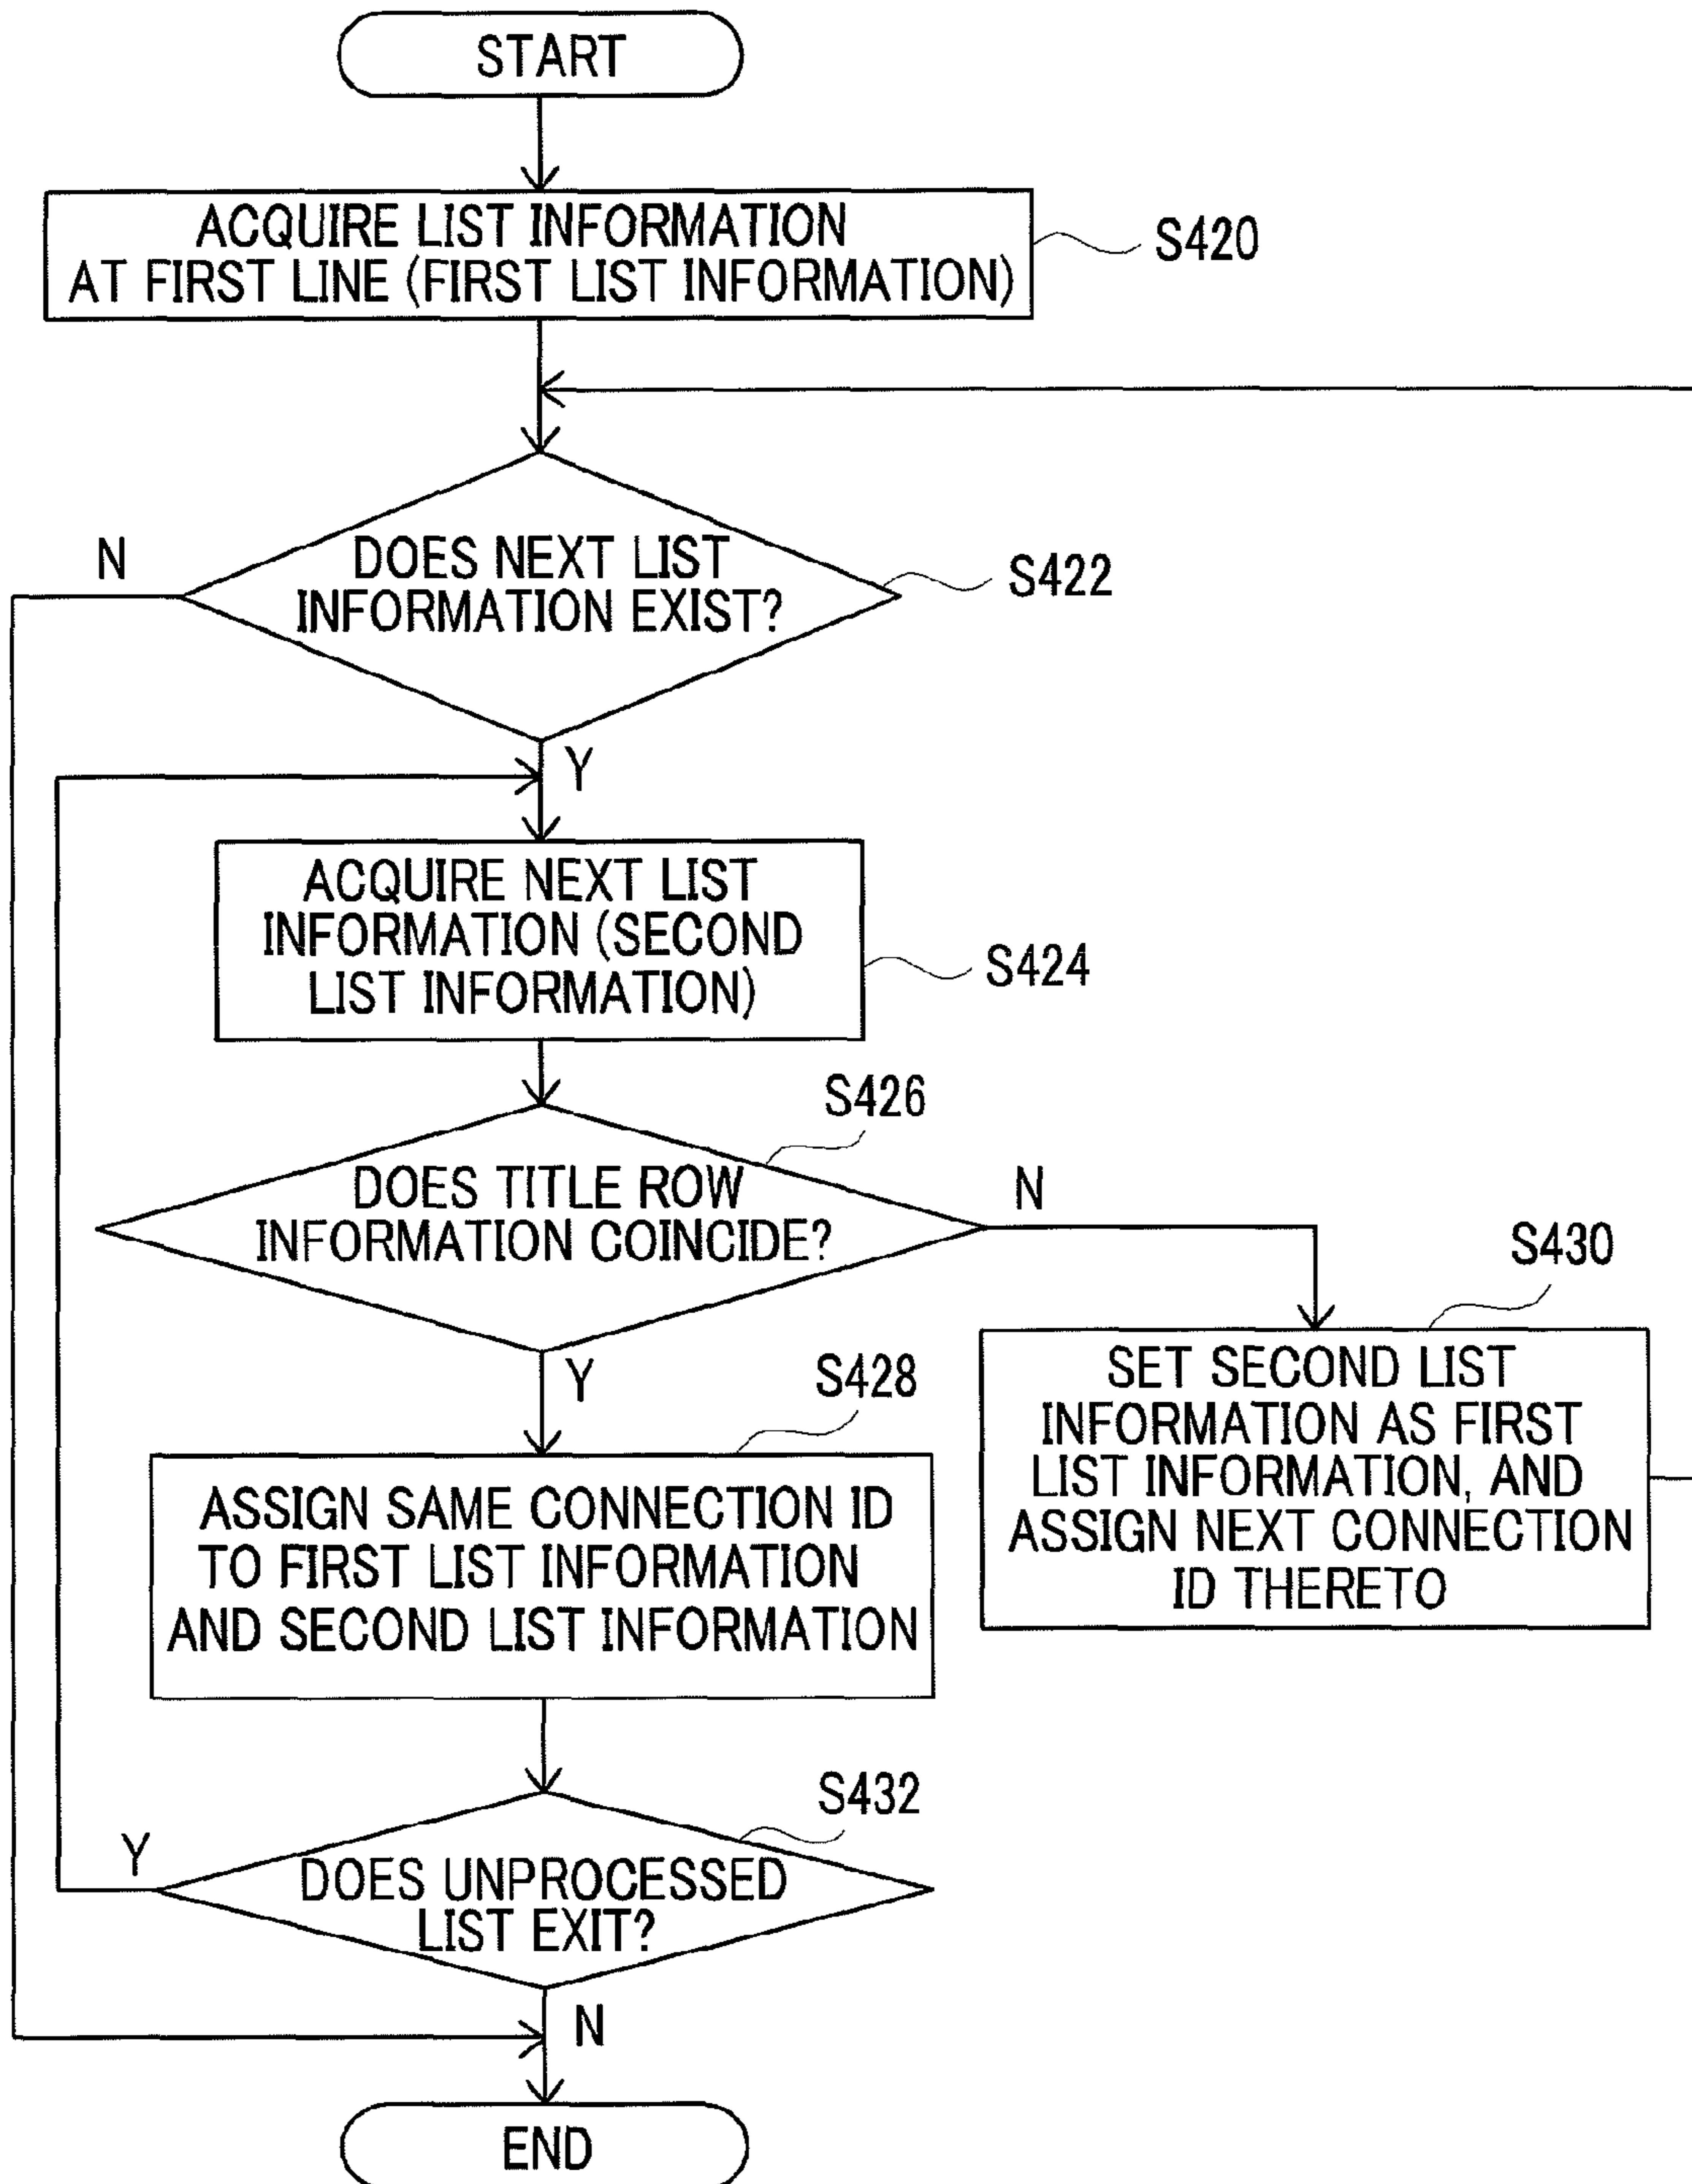 START
ACQUIRE LIST INFORMATION
AT FIRST LINE (FIRST LIST INFORMATION)
S420
N
DOES NEXT LIST
INFORMATION EXIST?
S422
Y
ACQUIRE NEXT LIST
INFORMATION (SECOND
LIST INFORMATION)
S424
S426
DOES TITLE ROW
INFORMATION COINCIDE?
N
Y
S428
S430
ASSIGN SAME CONNECTION ID
TO FIRST LIST INFORMATION
AND SECOND LIST INFORMATION
SET SECOND LIST
INFORMATION AS FIRST
LIST INFORMATION, AND
ASSIGN NEXT CONNECTION
ID THERETO
S432
Y
DOES UNPROCESSED
LIST EXIT?
N
END